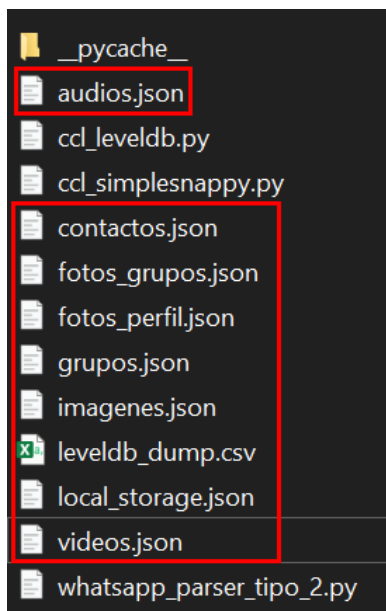 __pycache__
audios.json
ccl_leveldb.py
ccl_simplesnappy.py
contactos.json
fotos_grupos.json
fotos_perfil.json
grupos.json
imagenes.json
leveldb_dump.csv
local_storage.json
videos.json
whatsapp_parser_tipo_2.py